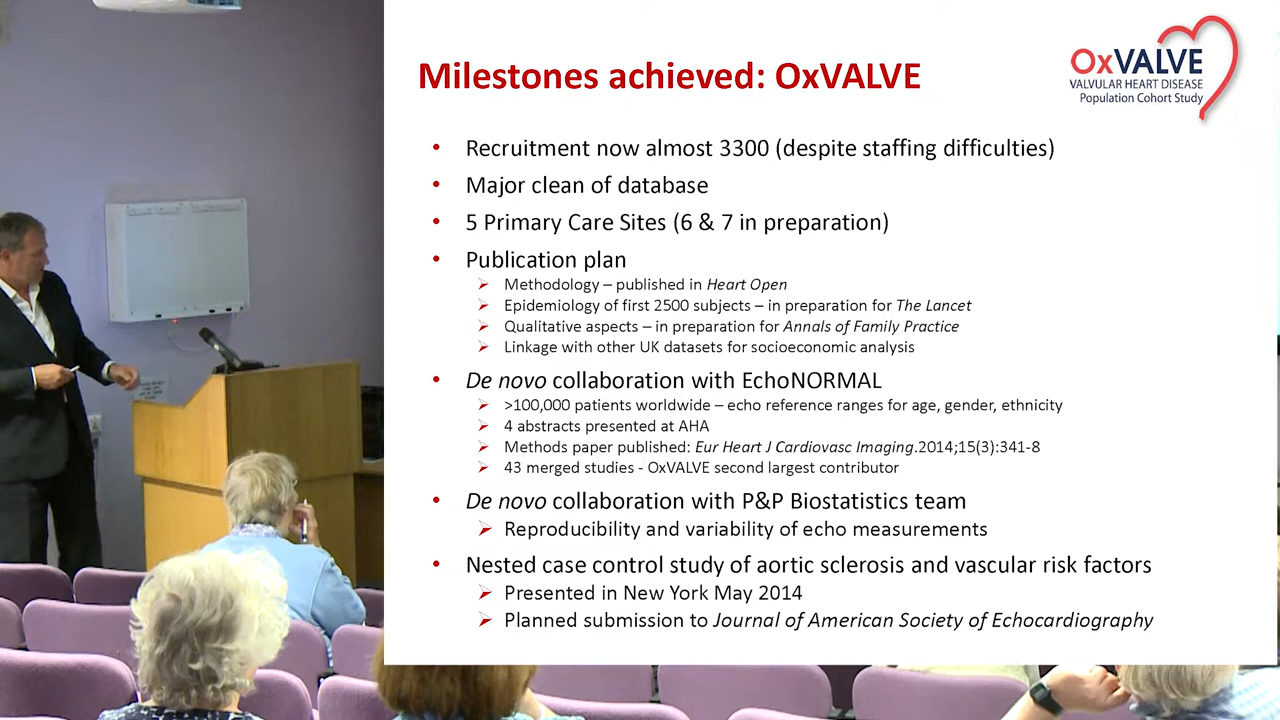 Milestones achieved: OxVALVE
OxVALVE
VALVULAR HEART DISEASE
Population Cohort Study
• Recruitment now almost 3300 (despite staffing difficulties)
• Major clean of database
• 5 Primary Care Sites (6 & 7 in preparation)
• Publication plan
➢ Methodology – published in Heart Open
➢ Epidemiology of first 2500 subjects – in preparation for The Lancet
➢ Qualitative aspects – in preparation for Annals of Family Practice
➢ Linkage with other UK datasets for socioeconomic analysis
• De novo collaboration with EchoNORMAL
➢ >100,000 patients worldwide – echo reference ranges for age, gender, ethnicity
➢ 4 abstracts presented at AHA
➢ Methods paper published: Eur Heart J Cardiovasc Imaging.2014;15(3):341-8
➢ 43 merged studies - OxVALVE second largest contributor
• De novo collaboration with P&P Biostatistics team
➢ Reproducibility and variability of echo measurements
• Nested case control study of aortic sclerosis and vascular risk factors
➢ Presented in New York May 2014
➢ Planned submission to Journal of American Society of Echocardiography